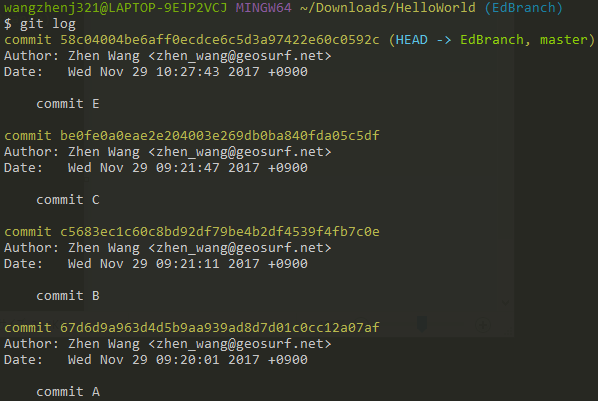 wangzhenj321@LAPTOP-9EJP2VCJ MINGW64 ~/Downloads/HelloWorld (EdBranch)
$ git log
commit 58c04004be6aff0ecdce6c5d3a97422e60c0592c (HEAD -> EdBranch, master)
Author: Zhen Wang <zhen_wang@geosurf.net>
Date:   Wed Nov 29 10:27:43 2017 +0900
    commit E
commit be0fe0a0eae2e204003e269db0ba840fda05c5df
Author: Zhen Wang <zhen_wang@geosurf.net>
Date:   Wed Nov 29 09:21:47 2017 +0900
    commit C
commit c5683ec1c60c8bd92df79be4b2df4539f4fb7c0e
Author: Zhen Wang <zhen_wang@geosurf.net>
Date:   Wed Nov 29 09:21:11 2017 +0900
    commit B
commit 67d6d9a963d4d5b9aa939ad8d7d01c0cc12a07af
Author: Zhen Wang <zhen_wang@geosurf.net>
Date:   Wed Nov 29 09:20:01 2017 +0900
    commit A